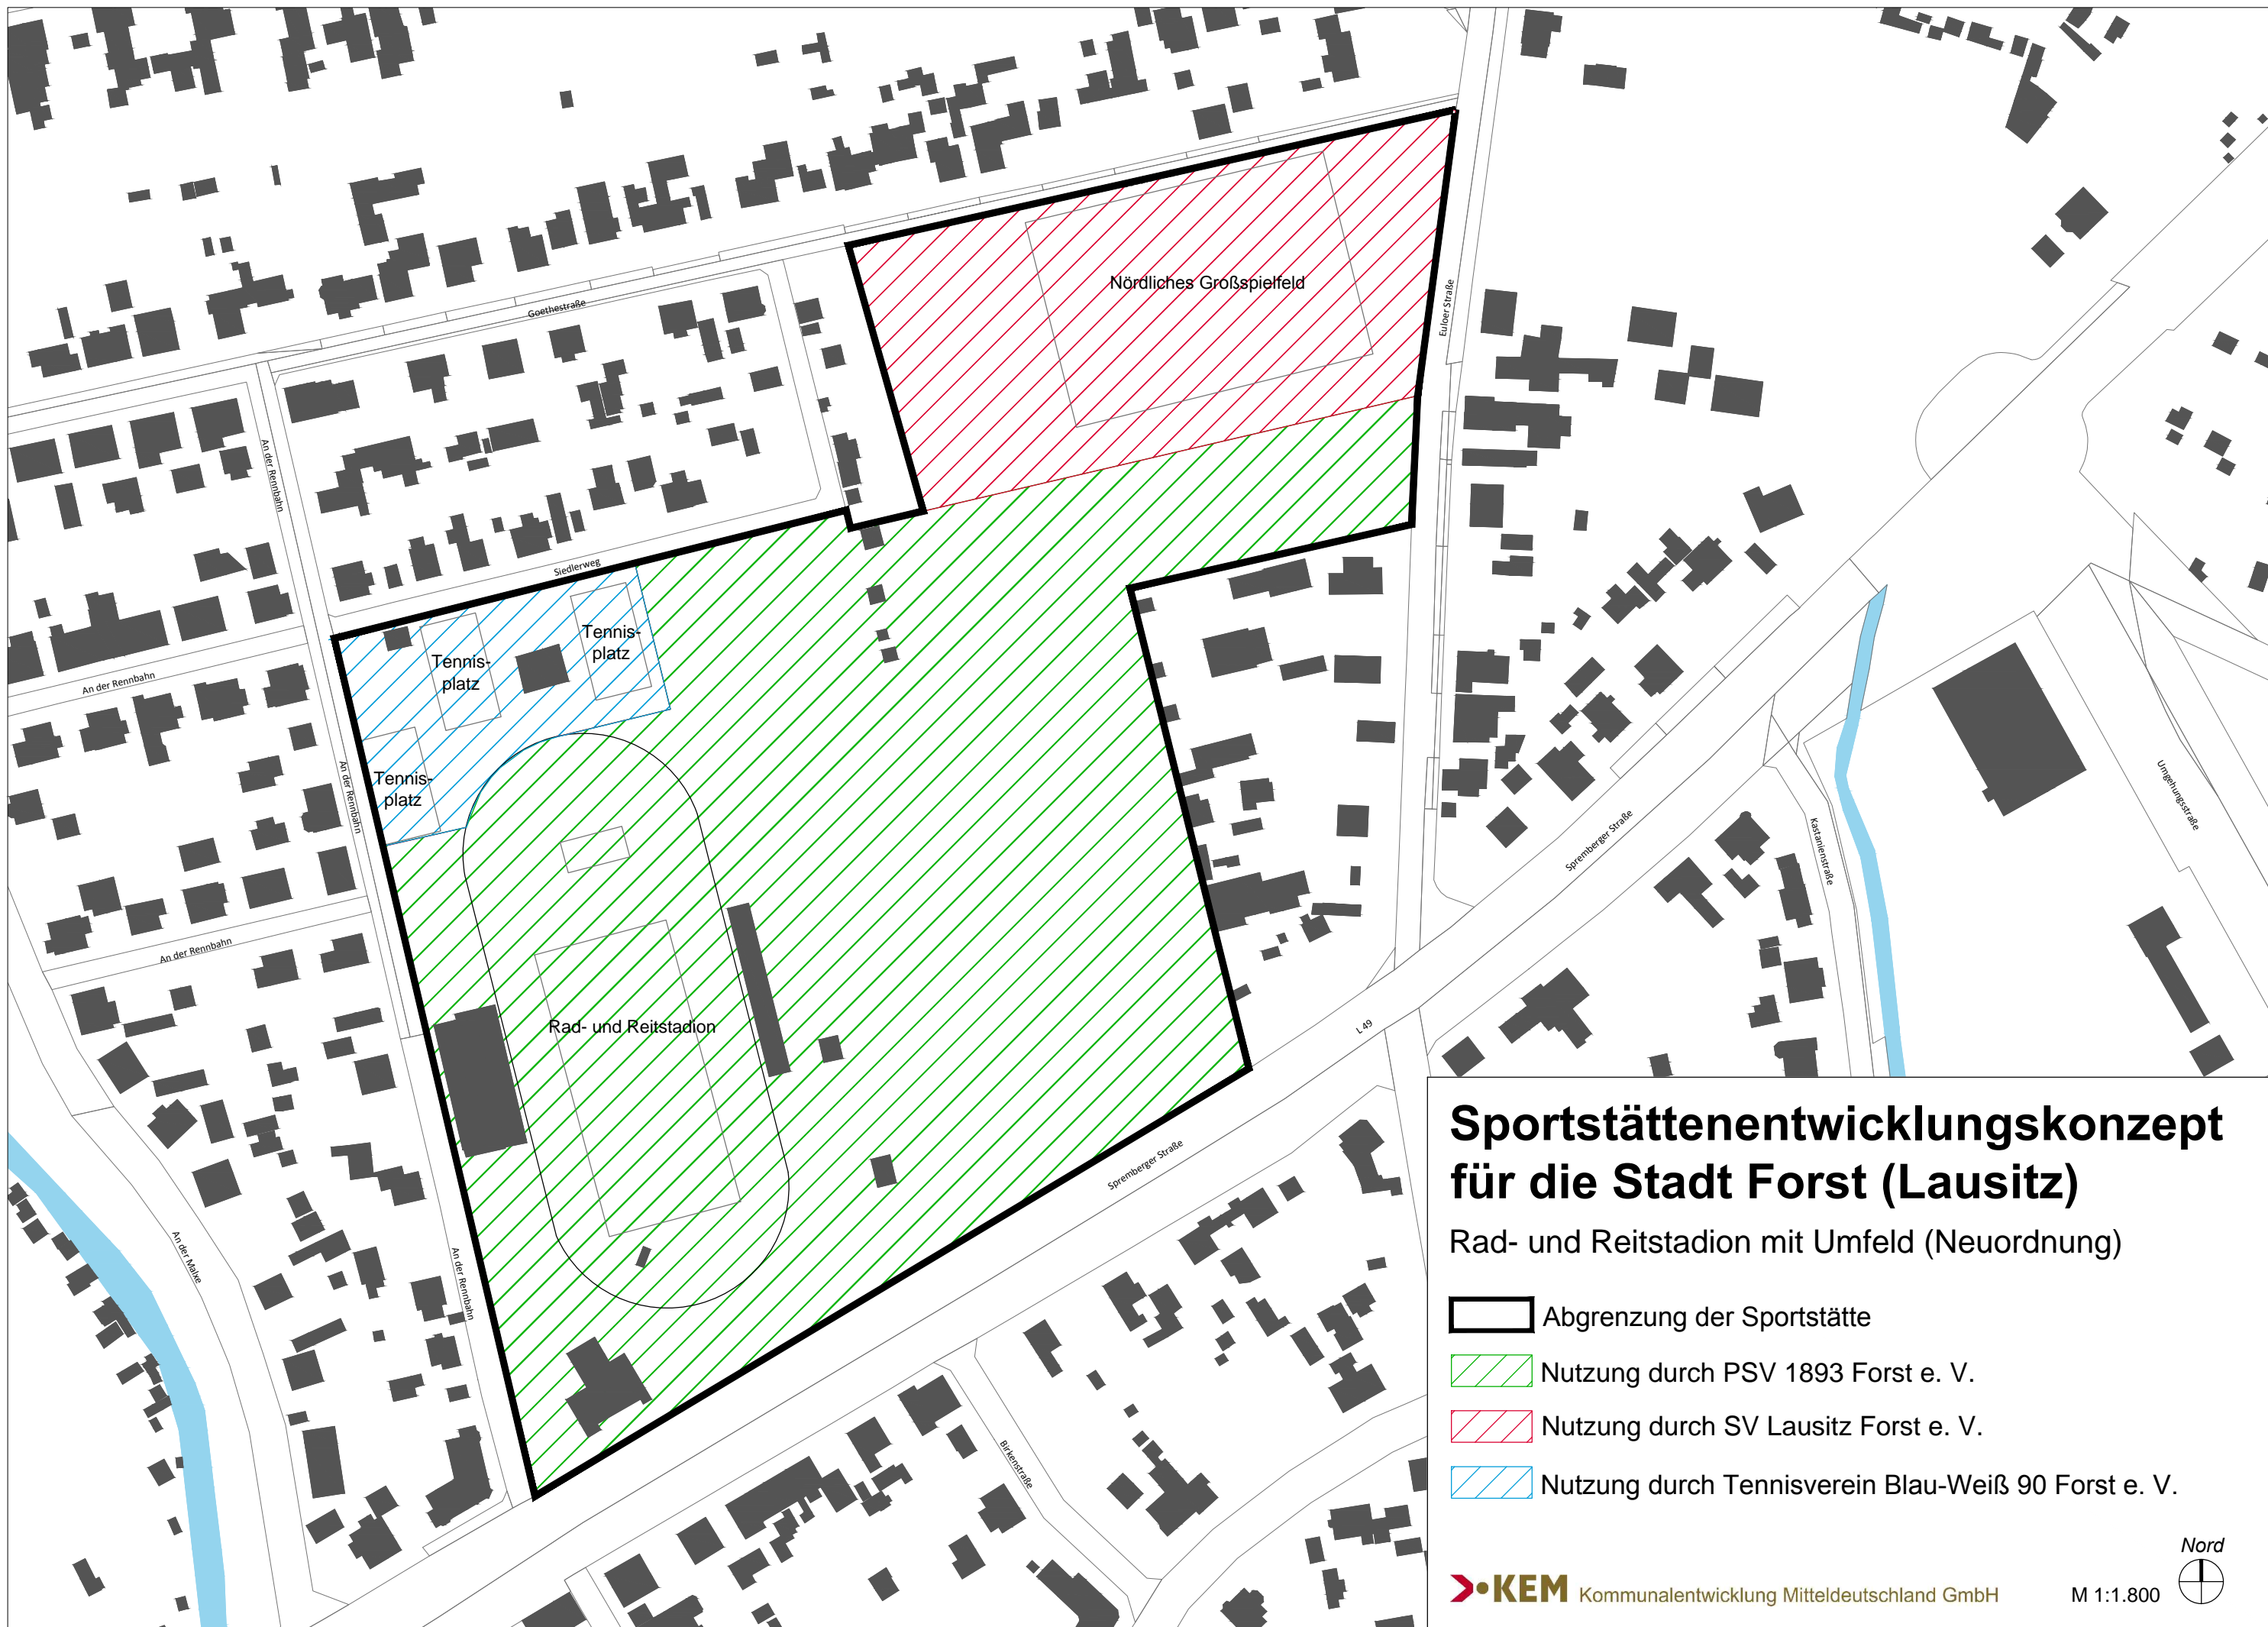 Nördliches Großspielfeld
Euloer Straße
Goethestraße
An der Rennbahn
Siedlerweg
Tennis-
platz
Tennis-
platz
An der Rennbahn
Tennis-
platz
An der Rennbahn
Umgehungsstraße
Spremberger Straße
Kastanienstraße
An der Rennbahn
Rad- und Reitstadion
L 49
Spremberger Straße
An der Malxe
An der Rennbahn
Birkenstraße
Sportstättenentwicklungskonzept
für die Stadt Forst (Lausitz)
Rad- und Reitstadion mit Umfeld (Neuordnung)
Abgrenzung der Sportstätte
Nutzung durch PSV 1893 Forst e. V.
Nutzung durch SV Lausitz Forst e. V.
Nutzung durch Tennisverein Blau-Weiß 90 Forst e. V.
Nord
KEM Kommunalentwicklung Mitteldeutschland GmbH
M 1:1.800